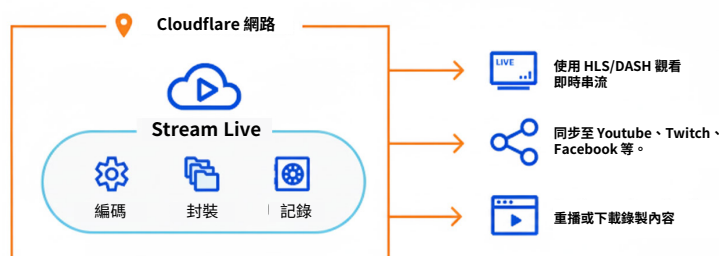 Cloudflare 網路
Stream Live
編碼
封裝
記錄
LIVE
使用 HLS/DASH 觀看
即時串流
同步至 Youtube、Twitch、
Facebook 等。
重播或下載錄製內容